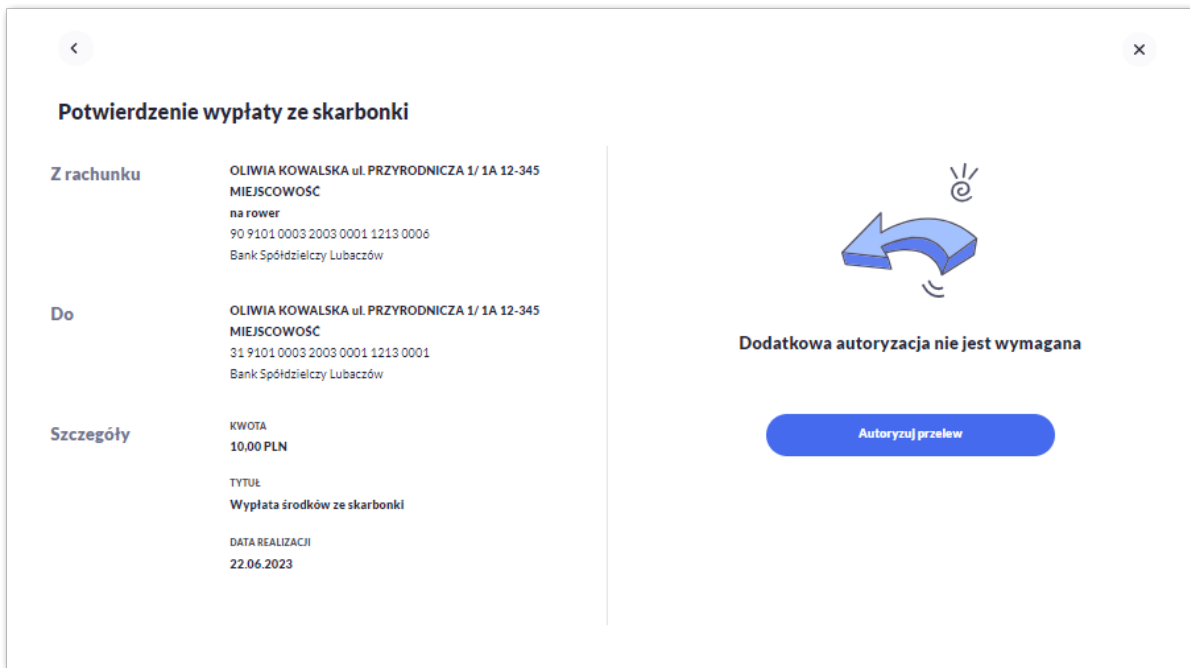 Potwierdzenie wypłaty ze skarbonki
Z rachunku
OLIWIA KOWALSKA ul. PRZYRODNICZA 1/ 1A 12-345
MIEJSCOWOŚĆ
na rower
90 9101 0003 2003 0001 1213 0006
Bank Spółdzielczy Lubaczów
Do
OLIWIA KOWALSKA ul. PRZYRODNICZA 1/ 1A 12-345
MIEJSCOWOŚĆ
31 9101 0003 2003 0001 1213 0001
Bank Spółdzielczy Lubaczów
Szczegóły
KWOTA
10,00 PLN
TYTUŁ
Wypłata środków ze skarbonki
DATA REALIZACJI
22.06.2023
Dodatkowa autoryzacja nie jest wymagana
Autoryzuj przelew